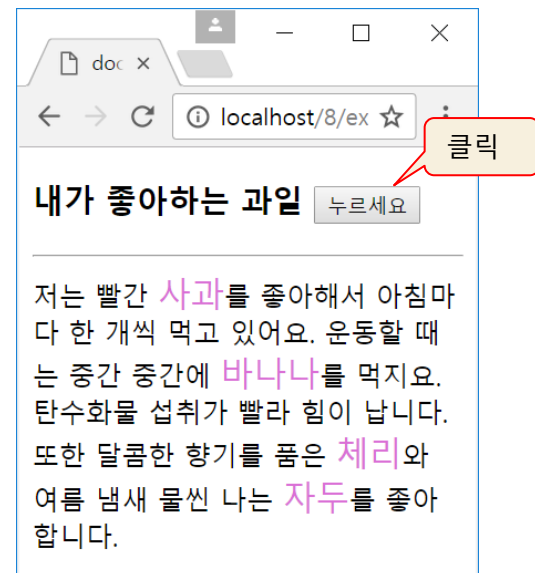 doc
localhost/8/ex
클릭
내가 좋아하는 과일 누르세요
저는 빨간 사과를 좋아해서 아침마
다 한 개씩 먹고 있어요. 운동할 때
는 중간 중간에 바나나를 먹지요.
탄수화물 섭취가 빨라 힘이 납니다.
또한 달콤한 향기를 품은 체리와
여름 냄새 물씬 나는 자두를 좋아
합니다.